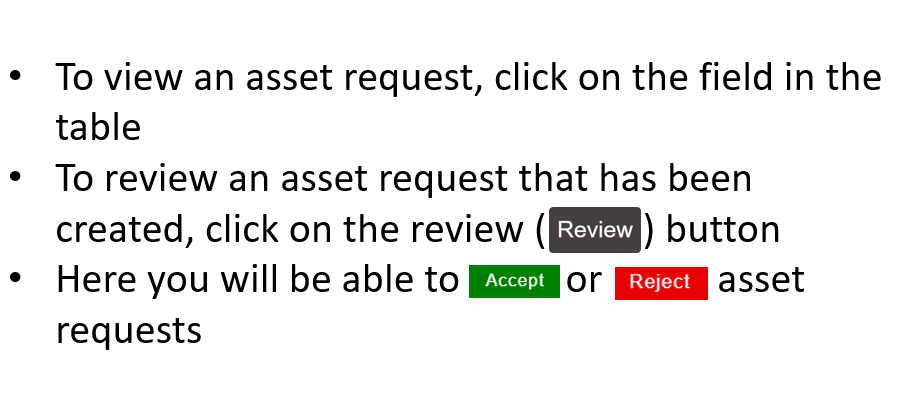 • To view an asset request, click on the field in the
table
• To review an asset request that has been
created, click on the review (Review) button
• Here you will be able to Accept or Reject asset
requests